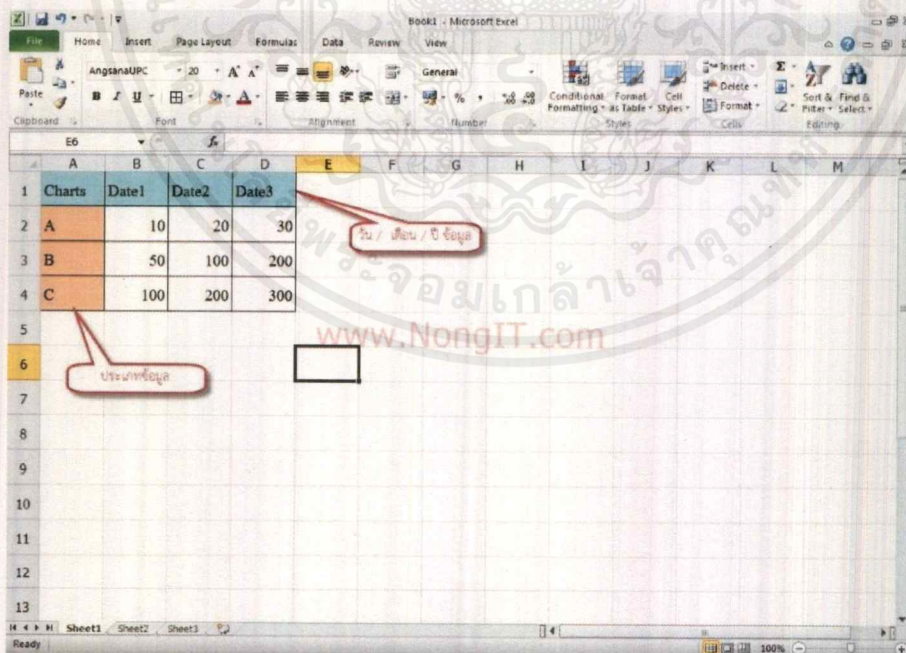 Book1 - Microsoft Excel
File Home Insert Page Layout Formulas Data Review View
AngsanaUPC 20 A A General Insert Σ
Paste B I U A % Conditional Format Cell Delete Sort & Find &
Formatting as Table Styles Format Filter Select
Clipboard Font Alignment Number Styles Cells Editing
E6 fx
A B C D E F G H I J K L M
1 Charts Date1 Date2 Date3
2 A 10 20 30
วัน / เดือน / ปี ข้อมูล
3 B 50 100 200
4 C 100 200 300
5
www.NongIT.com
6
ประเภทข้อมูล
7
8
9
10
11
12
13
Sheet1 Sheet2 Sheet3
Ready 100%